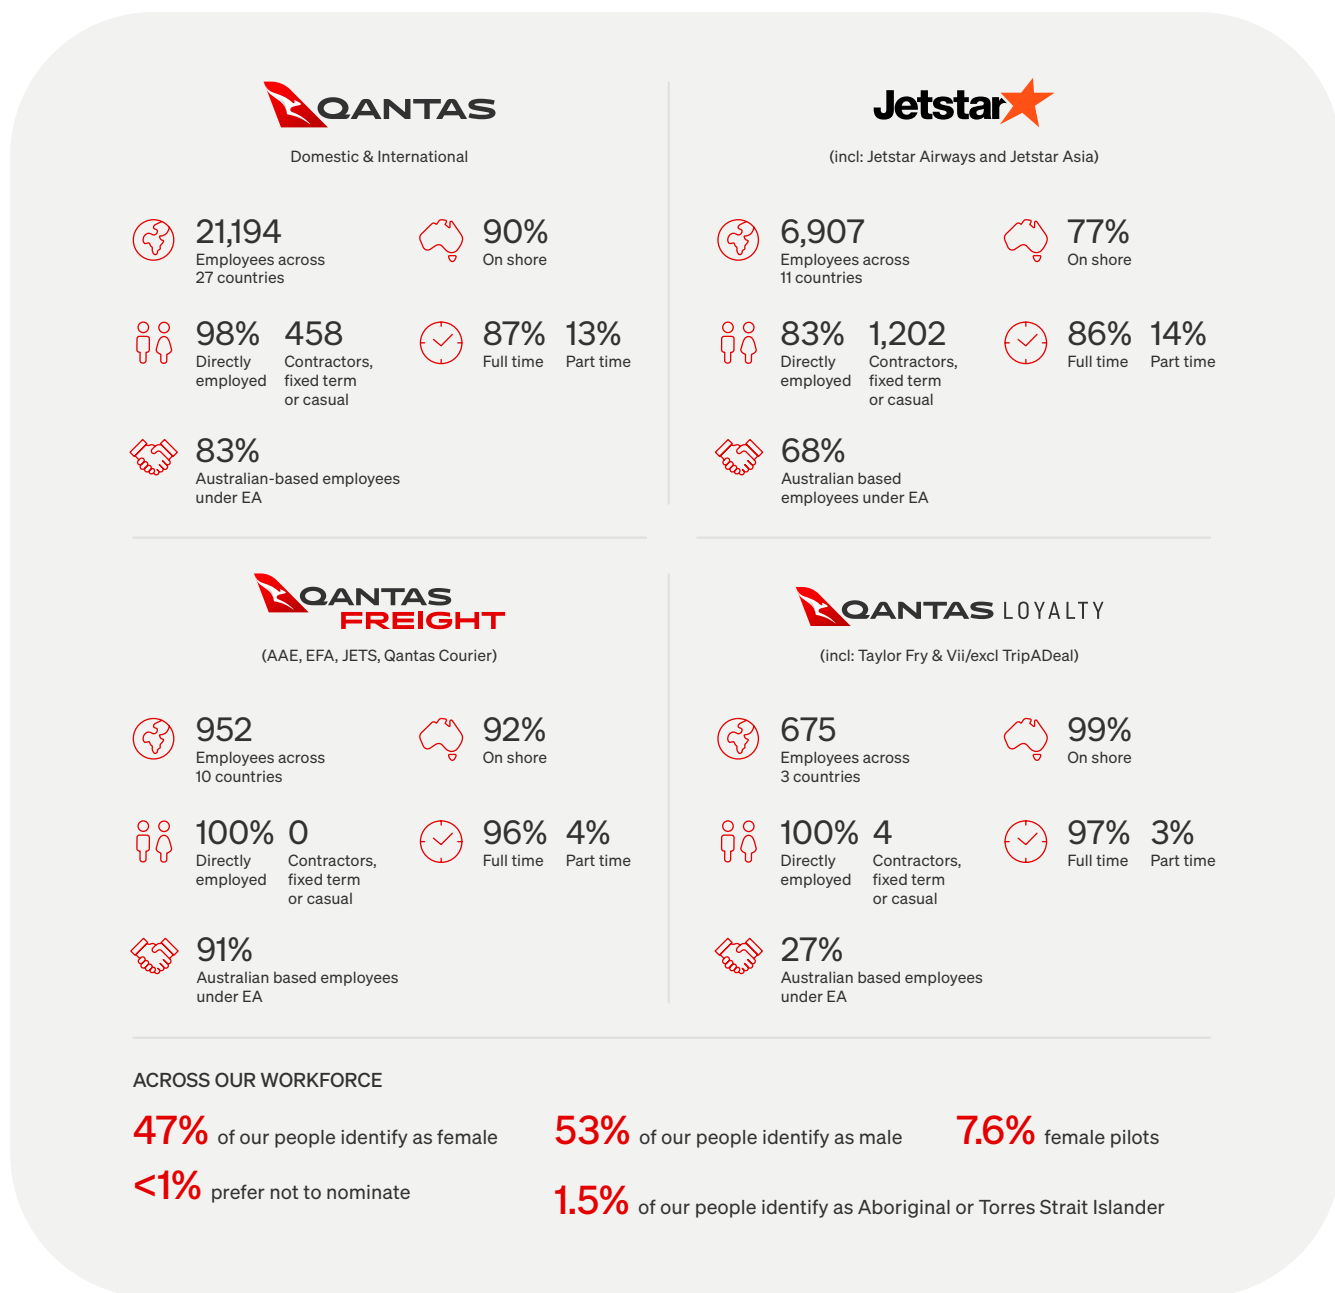 QANTAS
Domestic & International
21,194
Employees across
27 countries
90%
On shore
98%
Directly
employed
458
Contractors,
fixed term
or casual
87%
Full time
13%
Part time
83%
Australian-based employees
under EA
Jetstar
(incl: Jetstar Airways and Jetstar Asia)
6,907
Employees across
11 countries
77%
On shore
83%
Directly
employed
1,202
Contractors,
fixed term
or casual
86%
Full time
14%
Part time
68%
Australian based
employees under EA
QANTAS
FREIGHT
(AAE, EFA, JETS, Qantas Courier)
952
Employees across
10 countries
92%
On shore
100%
Directly
employed
0
Contractors,
fixed term
or casual
96%
Full time
4%
Part time
91%
Australian based employees
under EA
QANTAS LOYALTY
(incl: Taylor Fry & Vii/excl TripADeal)
675
Employees across
3 countries
99%
On shore
100%
Directly
employed
4
Contractors,
fixed term
or casual
97%
Full time
3%
Part time
27%
Australian based employees
under EA
ACROSS OUR WORKFORCE
47% of our people identify as female
53% of our people identify as male
7.6% female pilots
<1% prefer not to nominate
1.5% of our people identify as Aboriginal or Torres Strait Islander